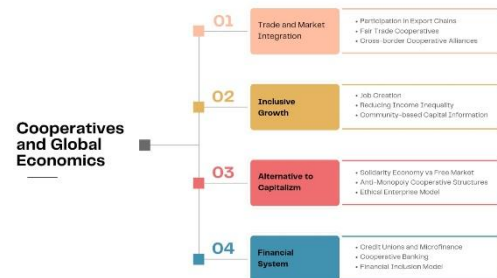 Cooperatives
and Global
Economics
01
Trade and Market
Integration
• Participation in Export Chains
• Fair Trade Cooperatives
• Cross-border Cooperative Alliances
02
Inclusive
Growth
• Job Creation
• Reducing Income Inequality
• Community-based Capital Information
03
Alternative to
Capitalizm
• Solidarity Economy vs Free Market
• Anti-Monopoly Cooperative Structures
• Ethical Enterprise Model
04
Financial
System
• Credit Unions and Microfinance
• Cooperative Banking
• Financial Inclusion Model